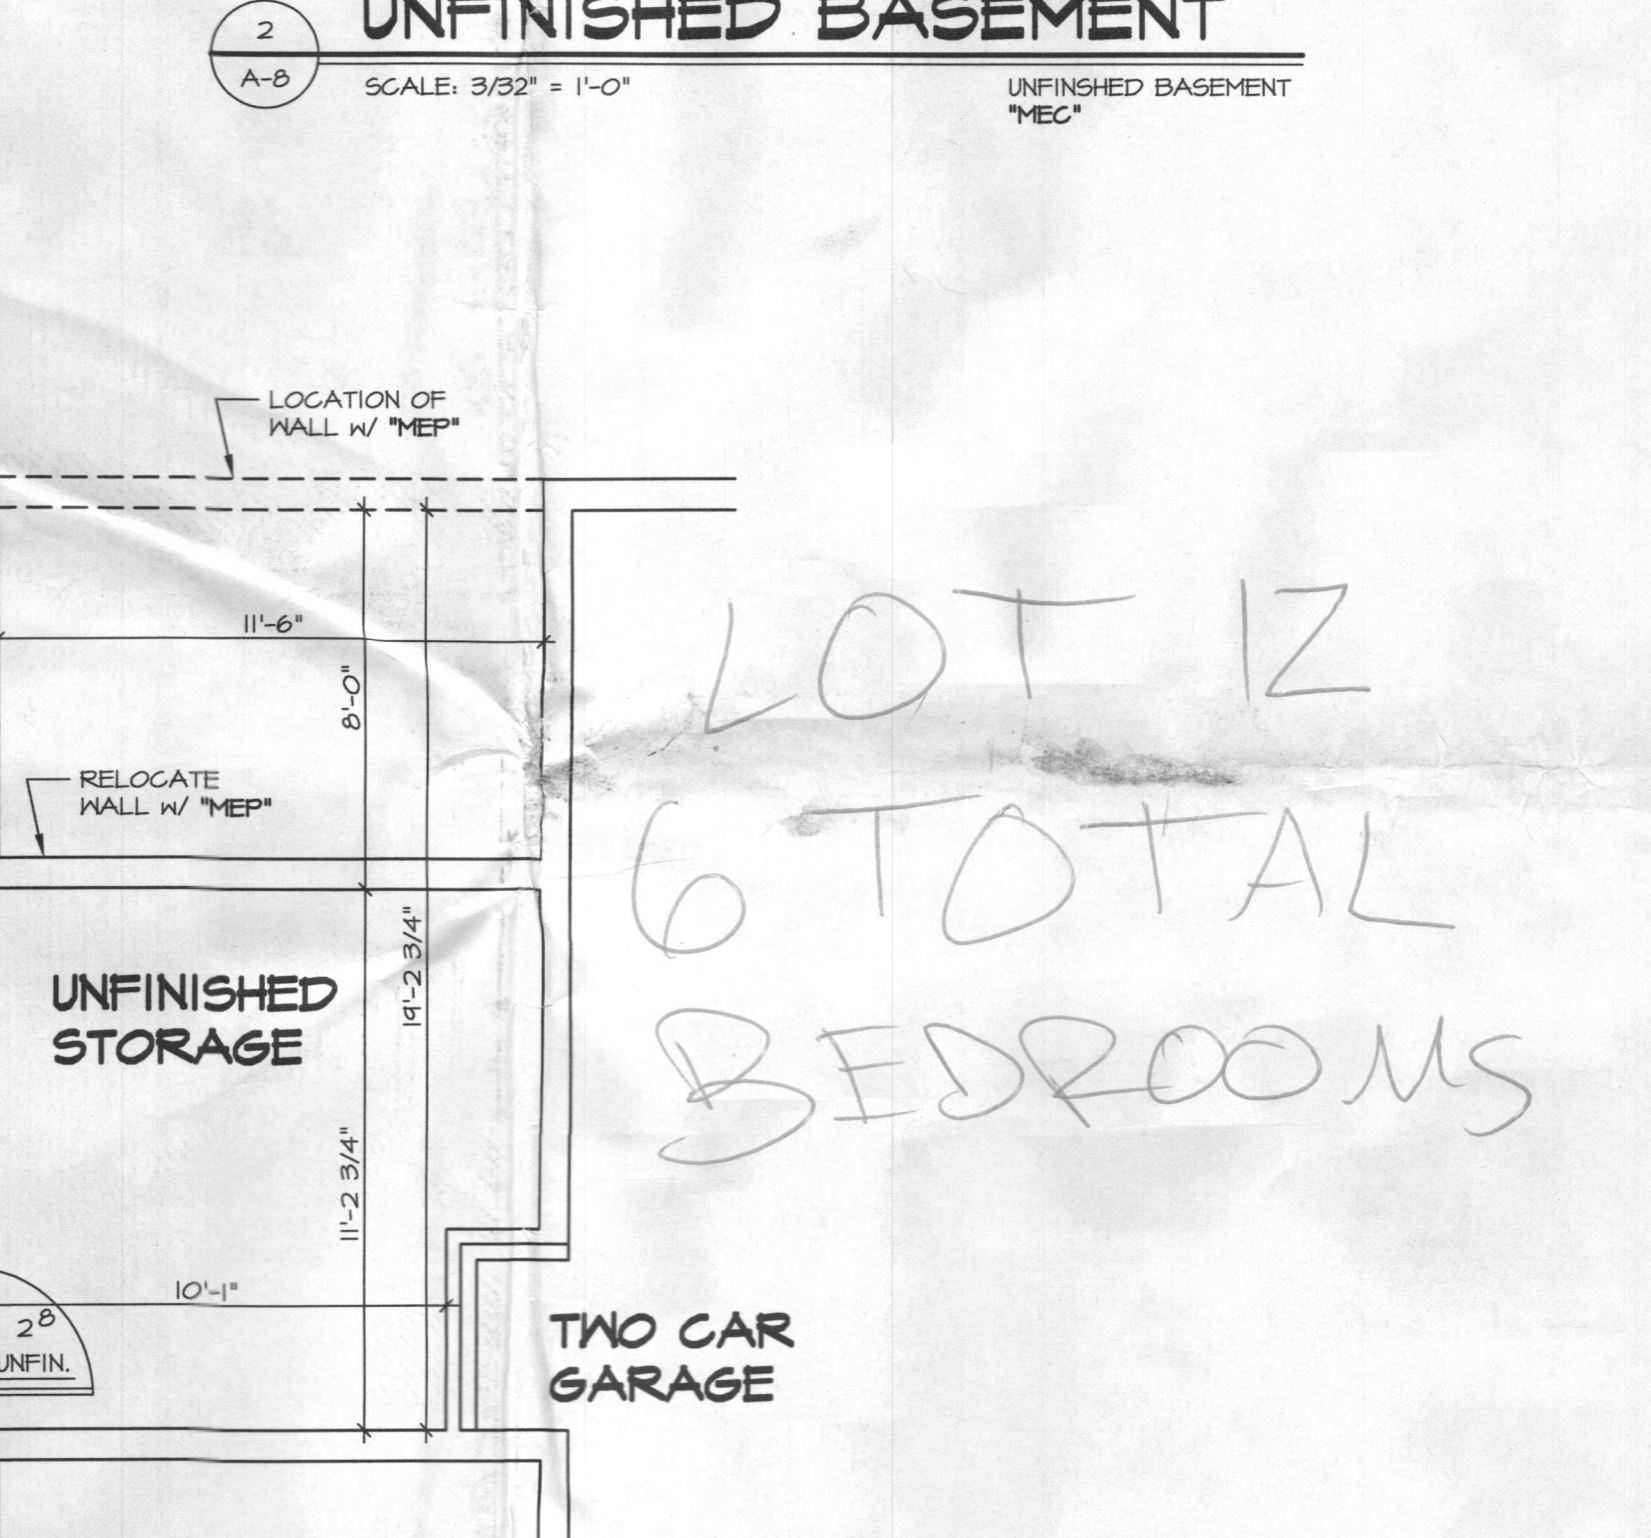 2
UNFINISHED BASEMENT
A-8
SCALE: 3/32" = 1'-0"
UNFINSHED BASEMENT
"MEC"
LOCATION OF
WALL w/ "MEP"
11'-6"
8'-0"
LOT 12
RELOCATE
WALL w/ "MEP"
6 TOTAL
BEDROOMS
19'-2 3/4"
UNFINISHED
STORAGE
11'-2 3/4"
10'-1"
2⁸
UNFIN.
TWO CAR
GARAGE